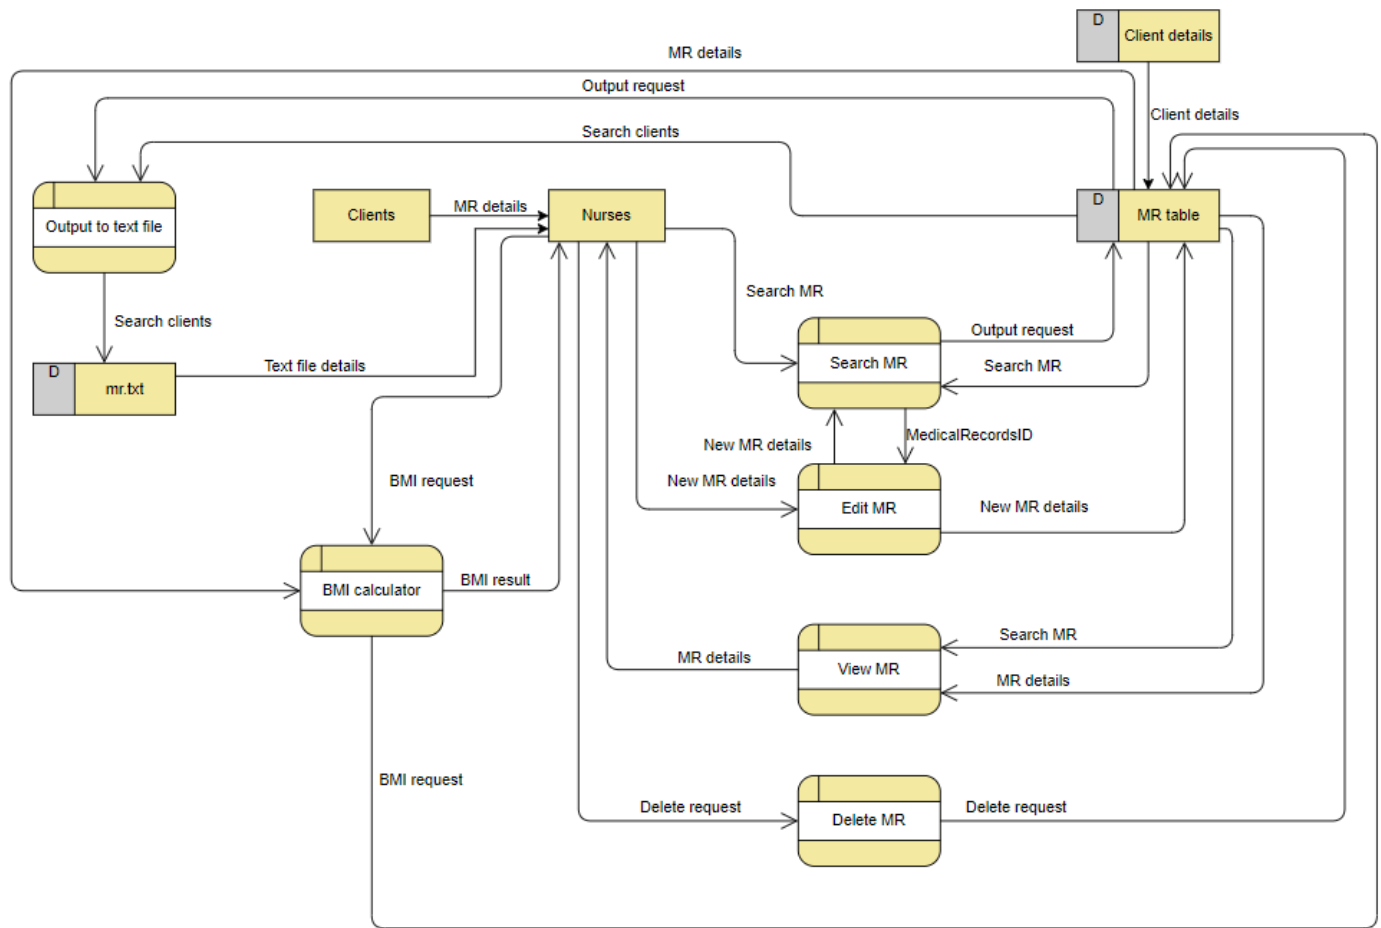 D
Client details
MR details
Output request
Client details
Search clients
Output to text file
Clients
MR details
Nurses
D
MR table
Search MR
Search clients
Output request
Search MR
Search MR
D
mr.txt
Text file details
MedicalRecordsID
New MR details
New MR details
Edit MR
New MR details
BMI request
BMI calculator
BMI result
Search MR
MR details
View MR
MR details
BMI request
Delete request
Delete MR
Delete request